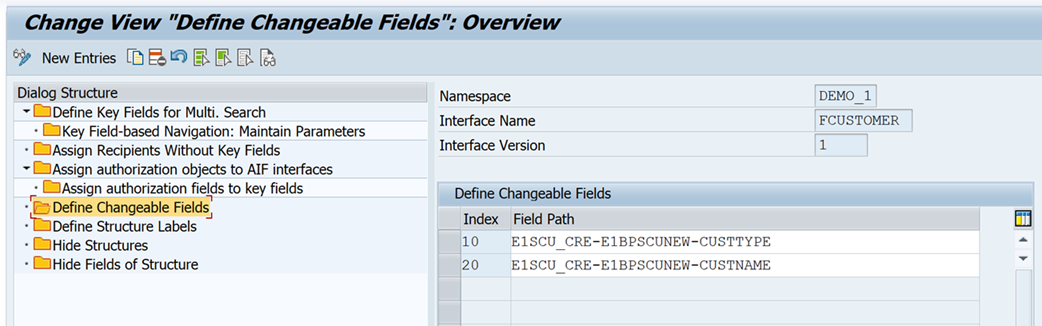 Change View "Define Changeable Fields": Overview
New Entries
Dialog Structure
Define Key Fields for Multi. Search
Key Field-based Navigation: Maintain Parameters
Assign Recipients Without Key Fields
Assign authorization objects to AIF interfaces
Assign authorization fields to key fields
Define Changeable Fields
Define Structure Labels
Hide Structures
Hide Fields of Structure
Namespace DEMO_1
Interface Name FCUSTOMER
Interface Version 1
Define Changeable Fields
Index Field Path
10 E1SCU_CRE-E1BPSCUNEW-CUSTTYPE
20 E1SCU_CRE-E1BPSCUNEW-CUSTNAME